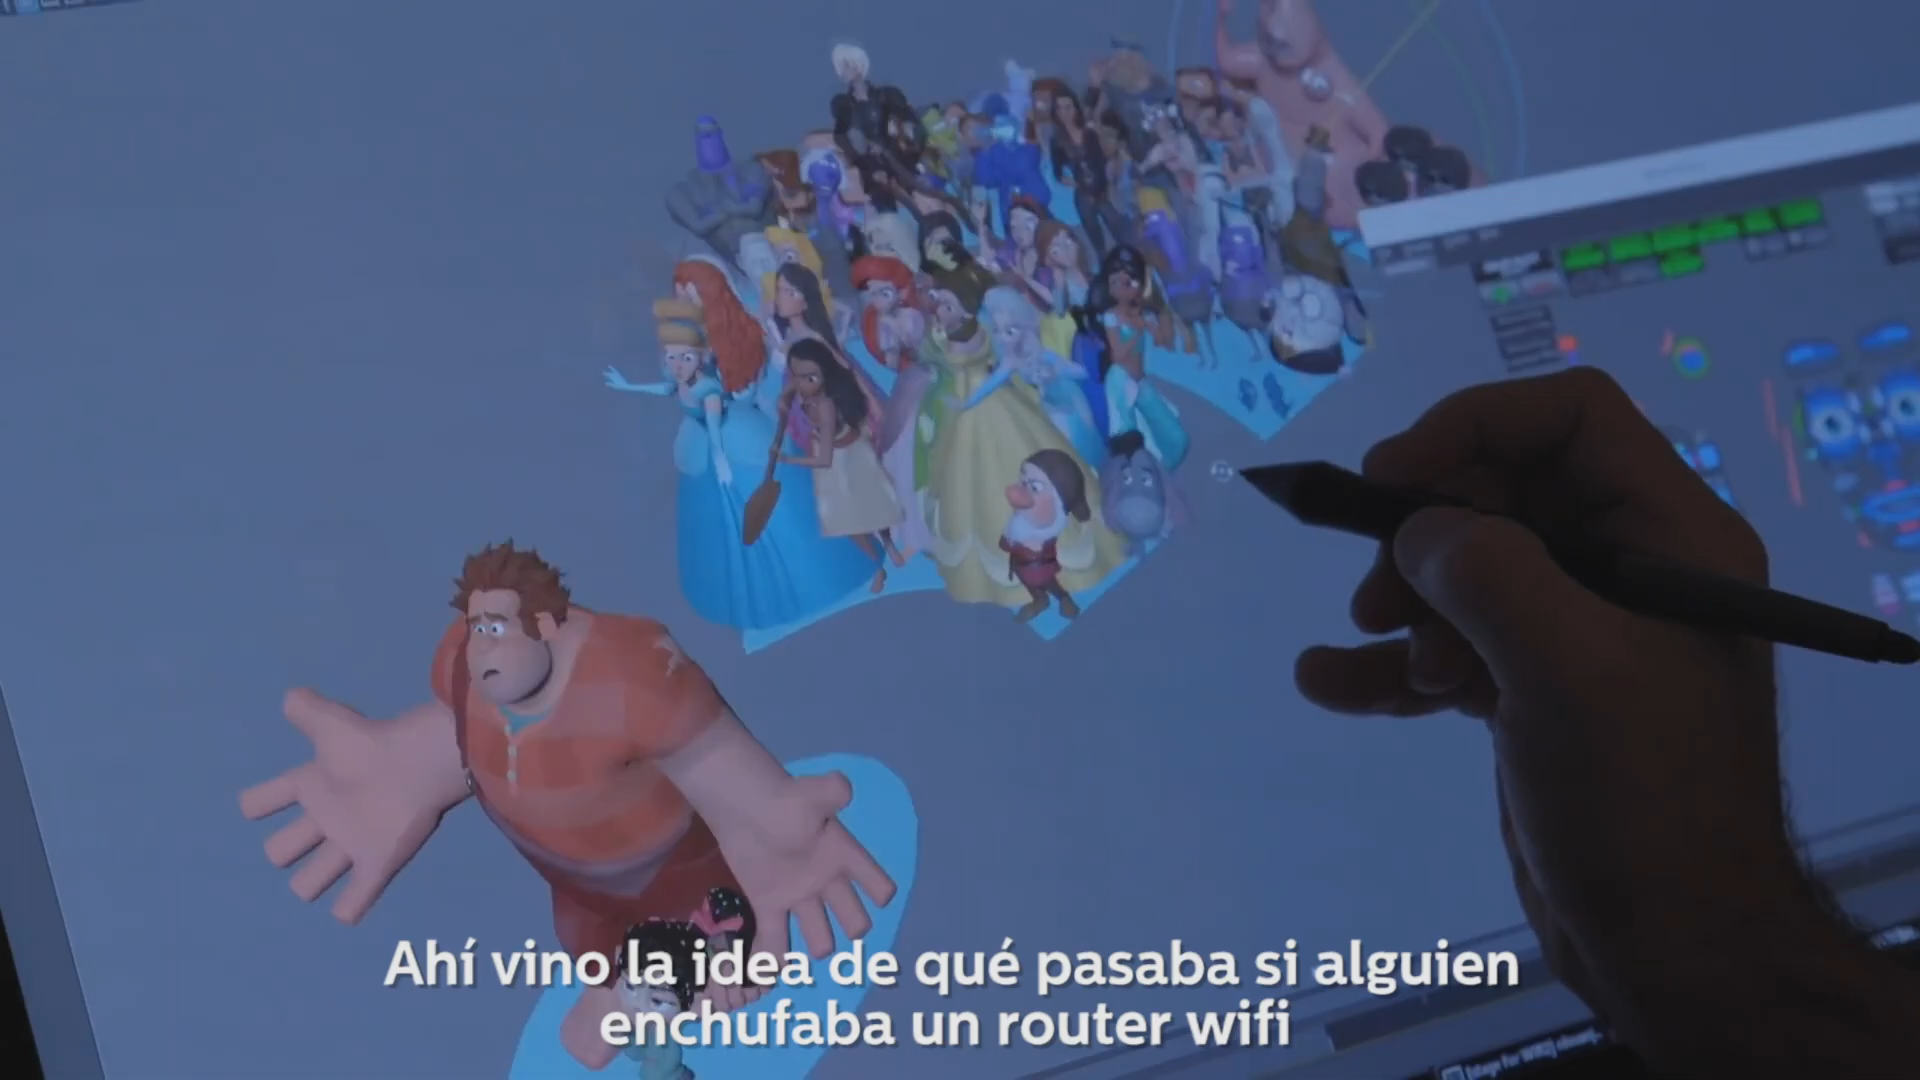 Ahí vino la idea de qué pasaba si alguien
enchufaba un router wifi